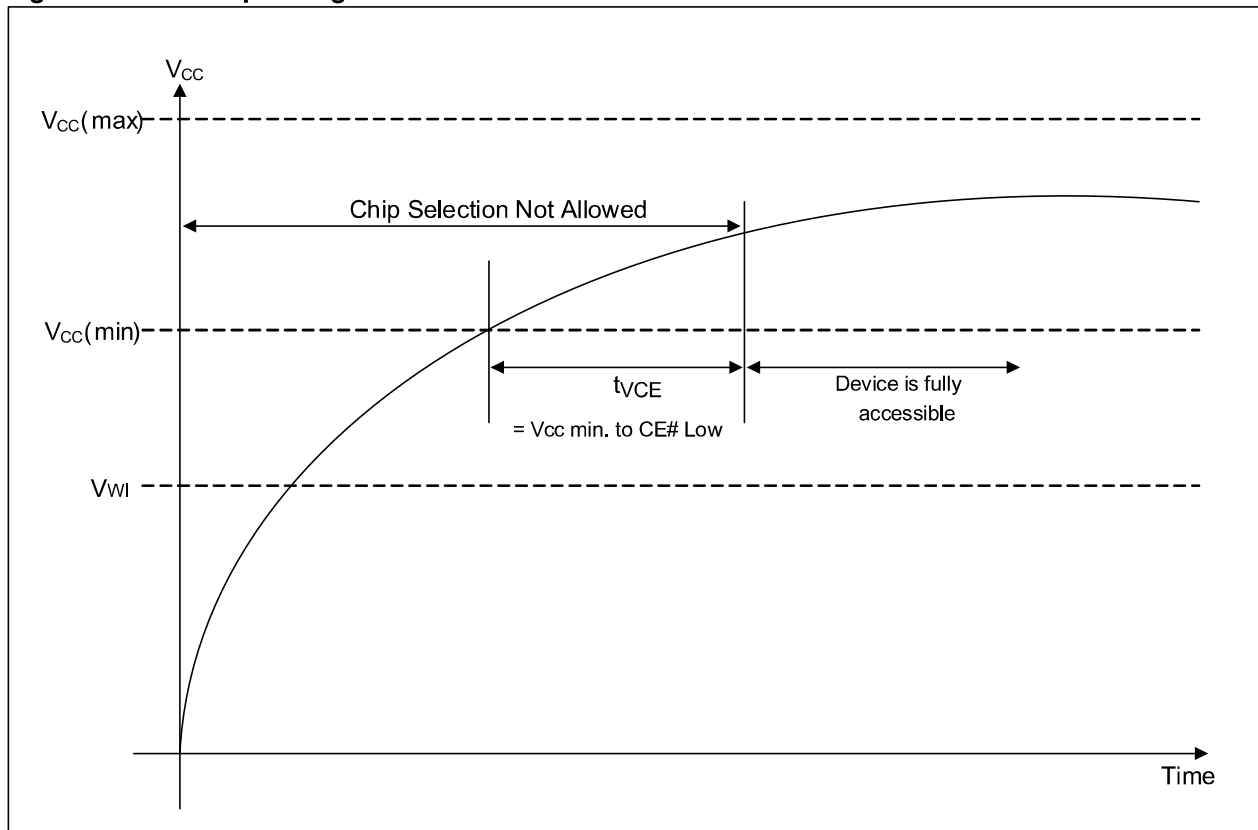 VCC
VCC(max)
Chip Selection Not Allowed
VCC(min)
tVCE
Device is fully
accessible
= Vcc min. to CE# Low
VWI
Time